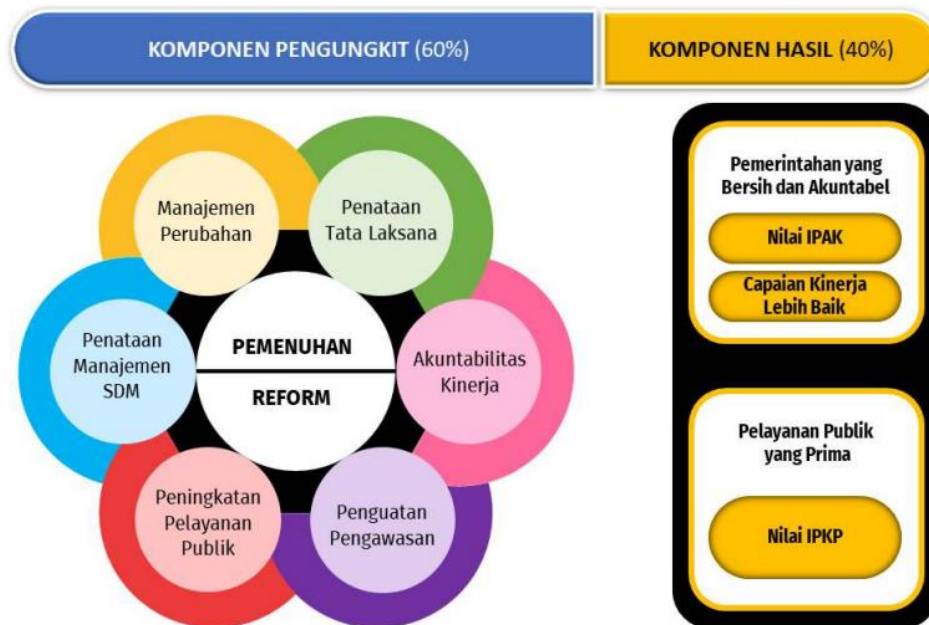 KOMPONEN PENGUNGKIT (60%)
KOMPONEN HASIL (40%)
Manajemen
Perubahan
Penataan
Tata Laksana
Penataan
Manajemen
SDM
PEMENUHAN
REFORM
Akuntabilitas
Kinerja
Peningkatan
Pelayanan
Publik
Penguatan
Pengawasan
Pemerintahan yang
Bersih dan Akuntabel
Nilai IPAK
Capaian Kinerja
Lebih Baik
Pelayanan Publik
yang Prima
Nilai IPKP